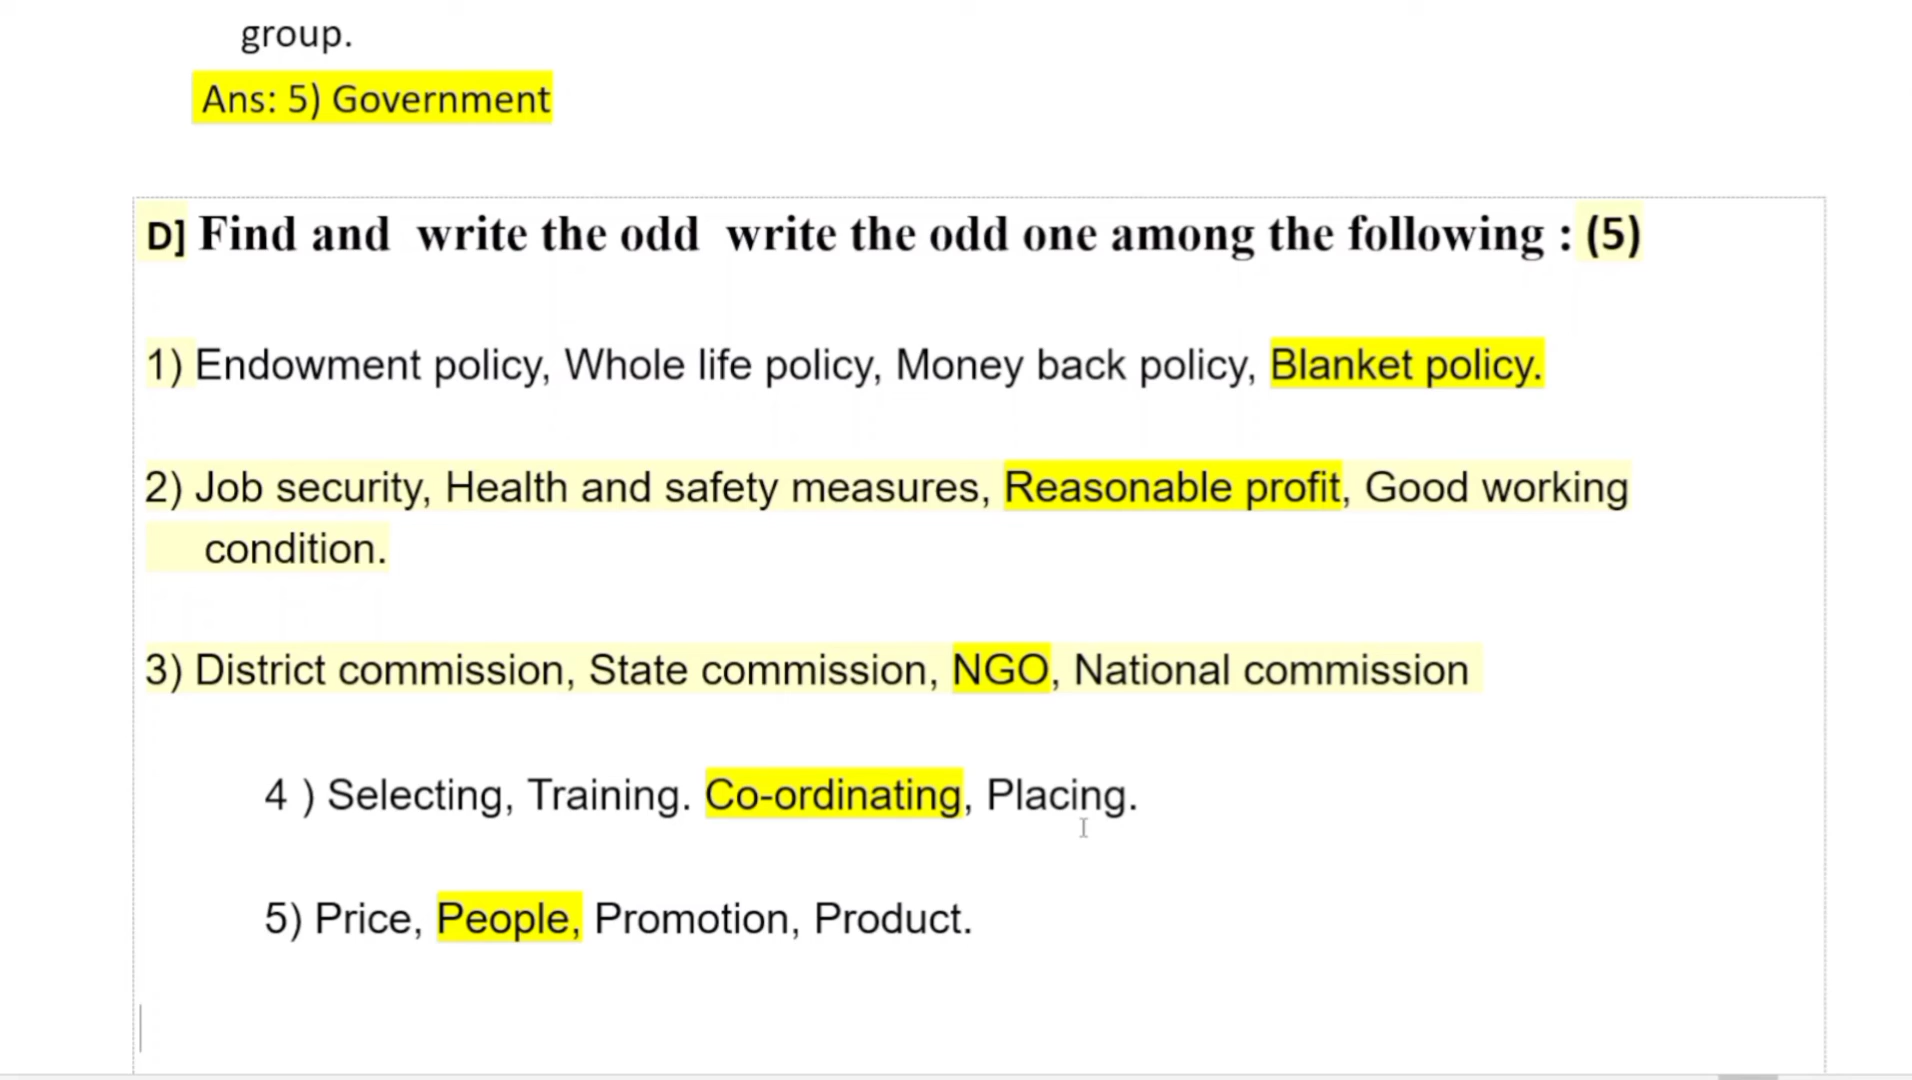 group.
Ans: 5) Government
D] Find and write the odd write the odd one among the following : (5)
1) Endowment policy, Whole life policy, Money back policy, Blanket policy.
2) Job security, Health and safety measures, Reasonable profit, Good working
condition.
3) District commission, State commission, NGO, National commission
4 ) Selecting, Training. Co-ordinating, Placing.
5) Price, People, Promotion, Product.